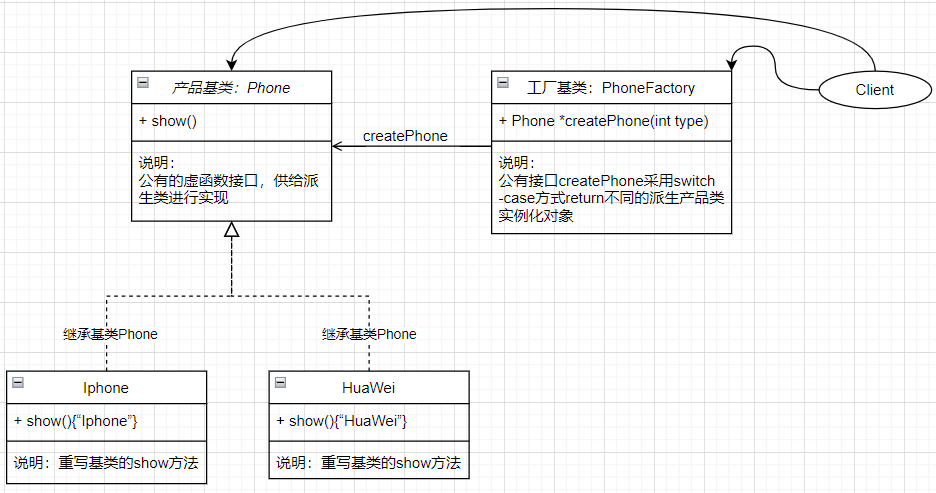 产品基类：Phone
+ show()
说明：
公有的虚函数接口，供给派
生类进行实现
createPhone
工厂基类：PhoneFactory
+ Phone *createPhone(int type)
说明：
公有接口createPhone采用switch
-case方式return不同的派生产品类
实例化对象
Client
继承基类Phone
继承基类Phone
Iphone
+ show(){“Iphone”}
说明：重写基类的show方法
HuaWei
+ show(){“HuaWei”}
说明：重写基类的show方法